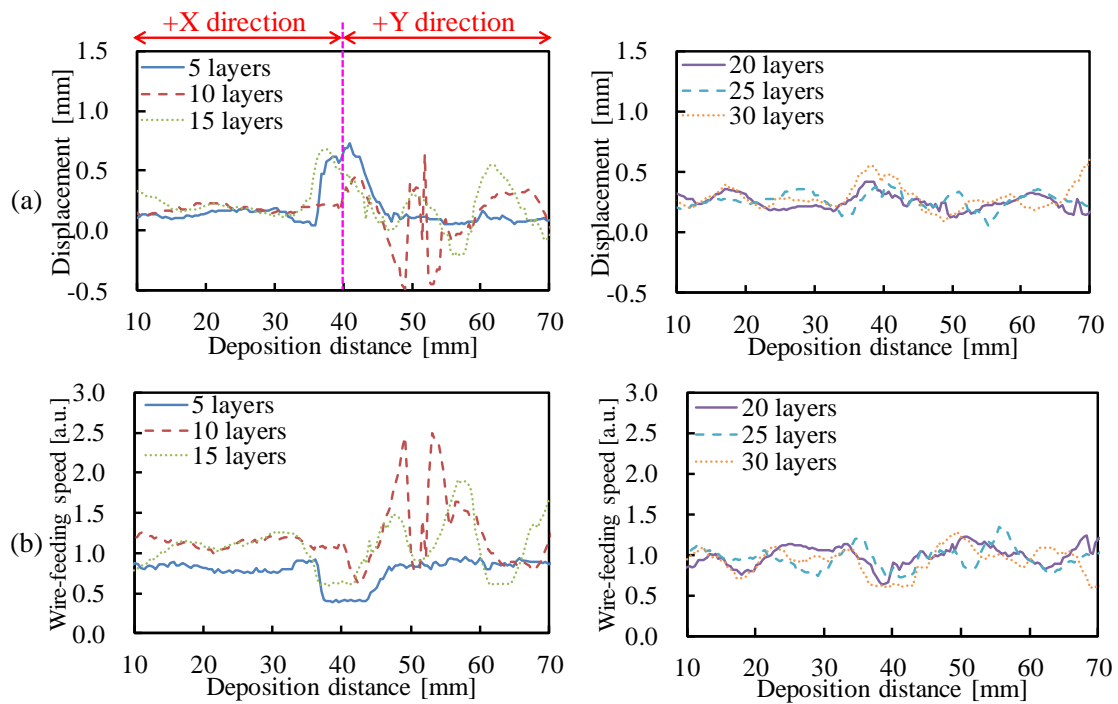 +X direction +Y direction
(a)
Displacement [mm]
1.5
1.0
0.5
0.0
-0.5
5 layers
10 layers
15 layers
10 20 30 40 50 60 70
Deposition distance [mm]
Displacement [mm]
1.5
1.0
0.5
0.0
-0.5
20 layers
25 layers
30 layers
10 20 30 40 50 60 70
Deposition distance [mm]
(b)
Wire-feeding speed [a.u.]
3.0
2.5
2.0
1.5
1.0
0.5
0.0
5 layers
10 layers
15 layers
10 20 30 40 50 60 70
Deposition distance [mm]
Wire-feeding speed [a.u.]
3.0
2.5
2.0
1.5
1.0
0.5
0.0
20 layers
25 layers
30 layers
10 20 30 40 50 60 70
Deposition distance [mm]